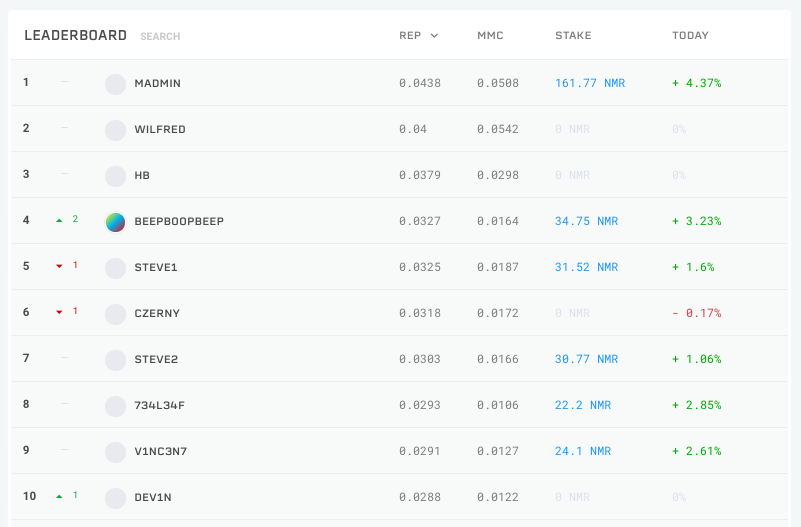 LEADERBOARD SEARCH REP MMC STAKE TODAY
1 — MADMIN 0.0438 0.0508 161.77 NMR + 4.37%
2 — WILFRED 0.04 0.0542 0 NMR 0%
3 — HB 0.0379 0.0298 0 NMR 0%
4 2 BEEPBOOPBEEP 0.0327 0.0164 34.75 NMR + 3.23%
5 1 STEVE1 0.0325 0.0187 31.52 NMR + 1.6%
6 1 CZERNY 0.0318 0.0172 0 NMR − 0.17%
7 — STEVE2 0.0303 0.0166 30.77 NMR + 1.06%
8 — 734L34F 0.0293 0.0106 22.2 NMR + 2.85%
9 — V1NC3N7 0.0291 0.0127 24.1 NMR + 2.61%
10 1 DEV1N 0.0288 0.0122 0 NMR 0%